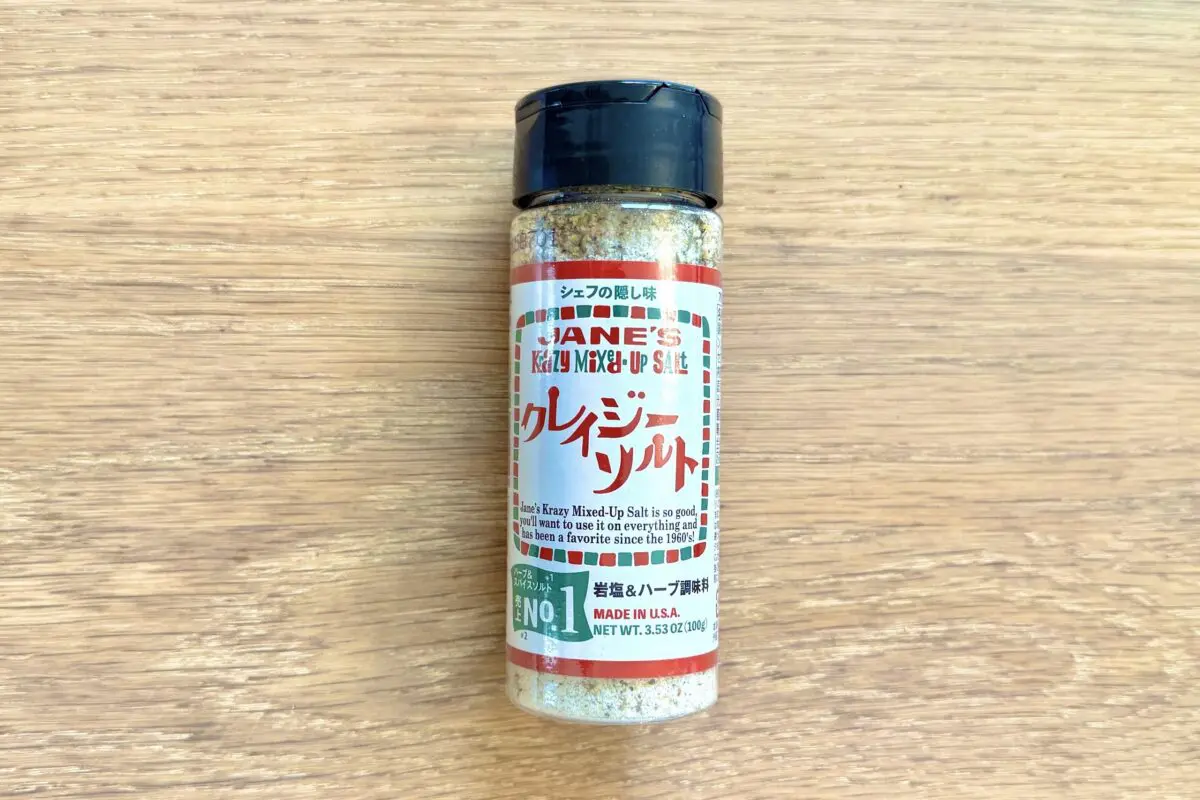 シェフの隠し味
JANE'S
KRAZY MiXed-UP SALt
クレイジー
ソルト
Jane's Krazy Mixed-Up Salt is so good,
you'll want to use it on everything and
has been a favorite since the 1960's!
ハーブ&
スパイスソルト
※1
売上
No.1
※2
岩塩&ハーブ調味料
MADE IN U.S.A.
NET WT. 3.53 OZ (100g)